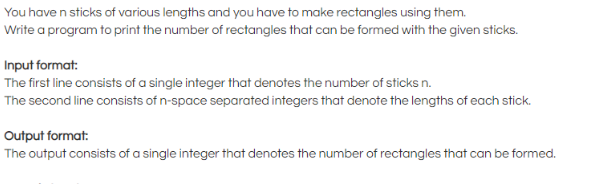 You have n sticks of various lengths and you have to make rectangles using them.
Write a program to print the number of rectangles that can be formed with the given sticks.
Input format:
The first line consists of a single integer that denotes the number of sticks n.
The second line consists of n-space separated integers that denote the lengths of each stick.
Output format:
The output consists of a single integer that denotes the number of rectangles that can be formed.